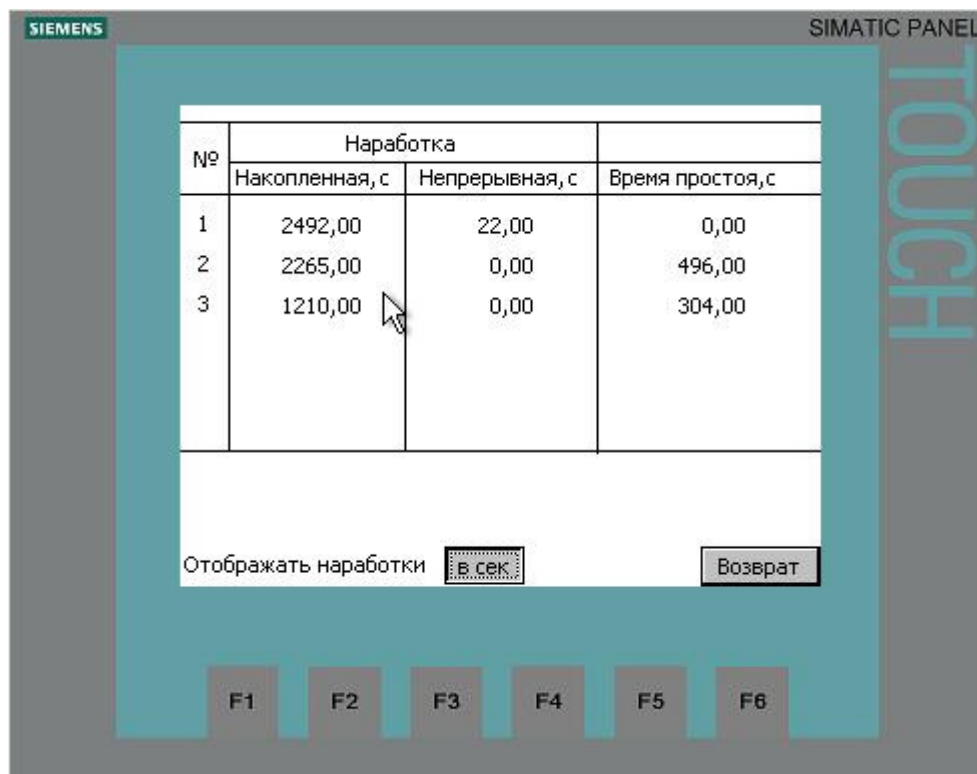 SIEMENS
SIMATIC PANEL
TOUCH
№ Наработка
Накопленная, с Непрерывная, с Время простоя, с
1 2492,00 22,00 0,00
2 2265,00 0,00 496,00
3 1210,00 0,00 304,00
Отображать наработки в сек Возврат
F1 F2 F3 F4 F5 F6